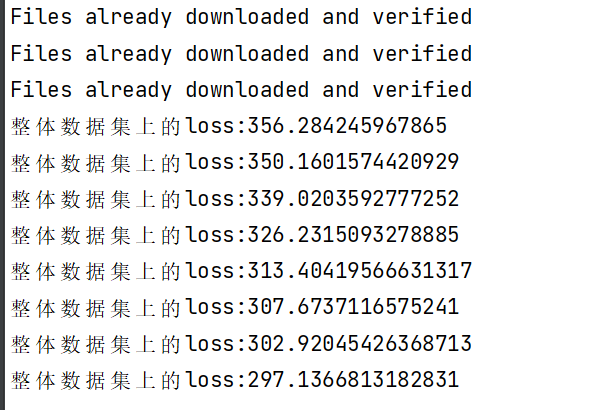 Files already downloaded and verified
Files already downloaded and verified
Files already downloaded and verified
整体数据集上的loss:356.284245967865
整体数据集上的loss:350.1601574420929
整体数据集上的loss:339.0203592777252
整体数据集上的loss:326.2315093278885
整体数据集上的loss:313.40419566631317
整体数据集上的loss:307.6737116575241
整体数据集上的loss:302.92045426368713
整体数据集上的loss:297.1366813182831